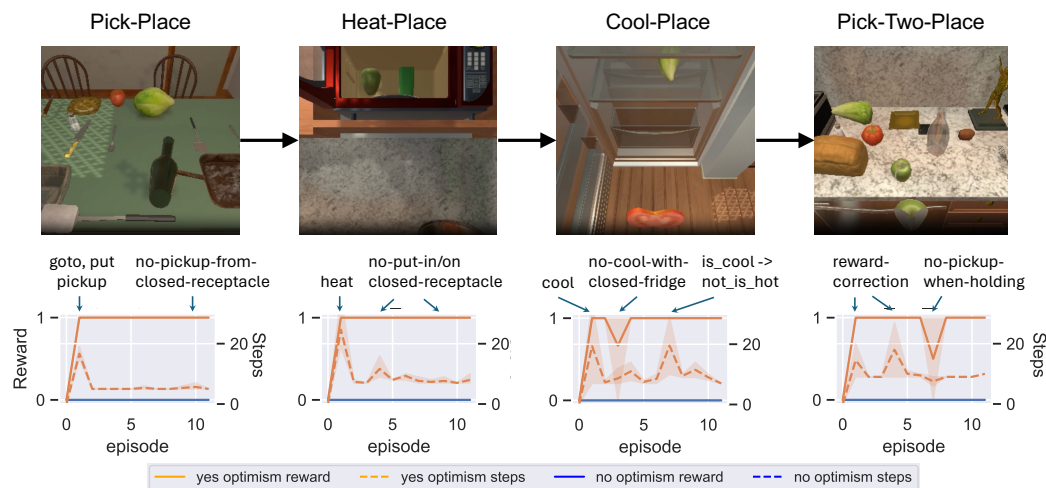 Pick-Place
Heat-Place
Cool-Place
Pick-Two-Place
goto, put
pickup
no-pickup-from-
closed-receptacle
heat
no-put-in/on
closed-receptacle
cool
no-cool-with-
closed-fridge
is_cool ->
not_is_hot
reward-
correction
no-pickup-
when-holding
Reward
1
0
20
0
Steps
0
5
10
episode
1
0
20
0
0
5
10
episode
1
0
20
0
Steps
0
5
10
episode
1
0
20
0
Steps
0
5
10
episode
yes optimism reward
yes optimism steps
no optimism reward
no optimism steps